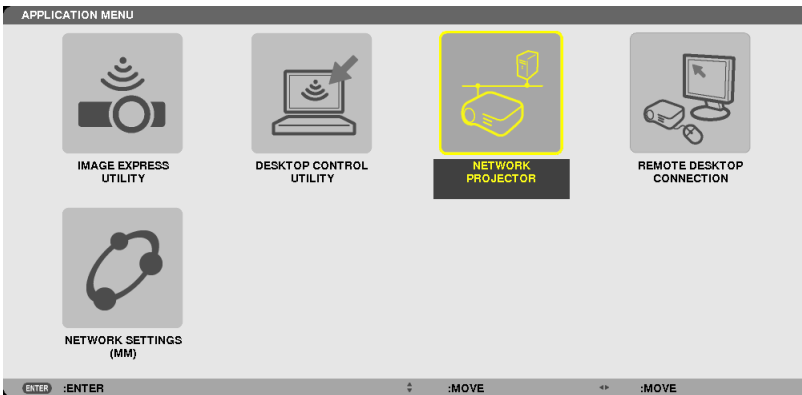 APPLICATION MENU
IMAGE EXPRESS
UTILITY
DESKTOP CONTROL
UTILITY
NETWORK
PROJECTOR
REMOTE DESKTOP
CONNECTION
NETWORK SETTINGS
(MM)
ENTER :ENTER :MOVE :MOVE